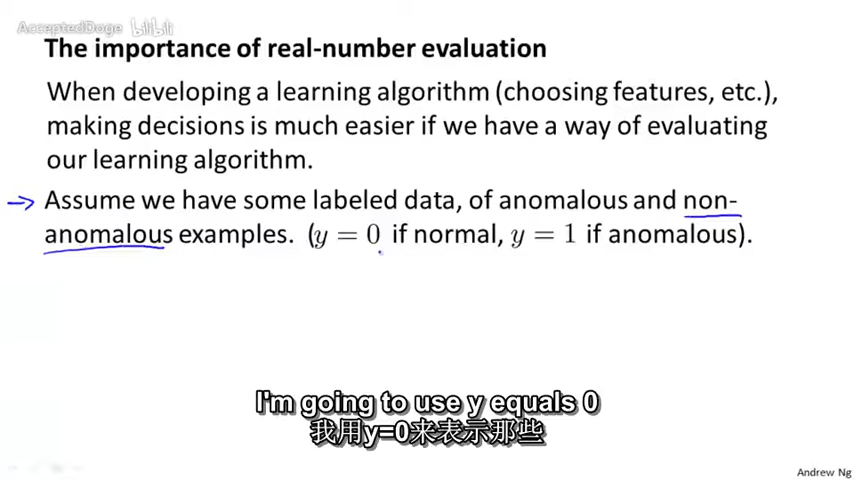 AcceptedDoge bilibili
The importance of real-number evaluation
When developing a learning algorithm (choosing features, etc.),
making decisions is much easier if we have a way of evaluating
our learning algorithm.
→ Assume we have some labeled data, of anomalous and non-
anomalous examples. (y = 0 if normal, y = 1 if anomalous).
I'm going to use y equals 0
我用y=0来表示那些
Andrew Ng